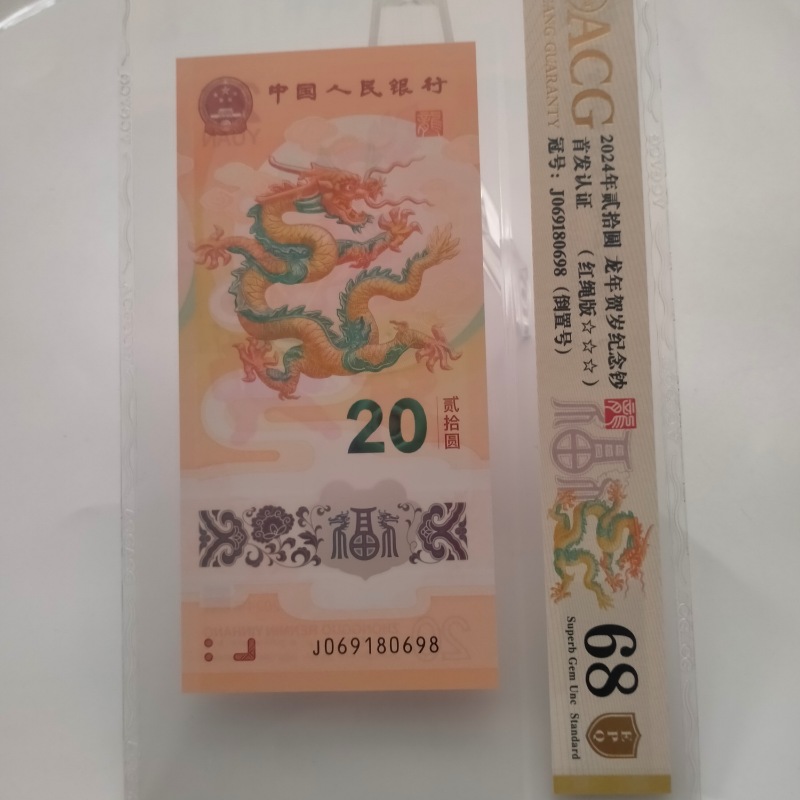 中国人民银行
20
贰拾圆
J069180698
ACG
GUARANTY
2024年贰拾圆 龙年贺岁纪念钞
首发认证 （红绳版☆☆☆）
冠号：J069180698（倒置号）
68
Superb Gem Unc Standard
EPQ